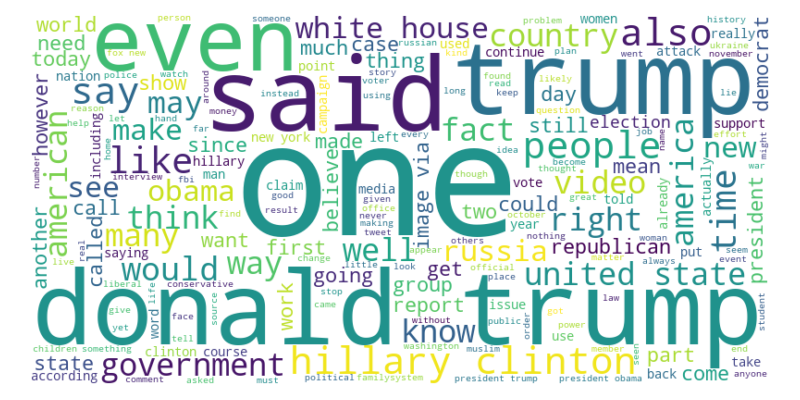 world
need
today
even
white house
much
case
thing
point
person
someone
russian
used
kind
went
country
continue
problem
plan
also
women
really
attack
history
ukraine
november
democrat
lie
fox new
police
watch
nation
show
however
say
said
trump
may
story
voter
using
instead
around
money
campaign
long
found
read
keep
likely
day
question
american
including
reason
let
help
hand
far
since
new york
made
left
every
fact
still
election
support
effort
might
job
name
idea
make
like
home
number
interview
hillary
fbi
man
believe
one
people
become
thought
mean
america
new
war
time
see
call
obama
claim
good
result
media
given
office
never
making
tweet
image via
though
two
video
vote
great
told
already
actually
president
think
find
could
october
year
right
woman
always
put
seem
event
many
another
called
saying
want
first
well
others
nothing
russia
republican
real
live
would
way
change
going
appear
little
look
get
official
matter
place
united state
liberal
conservative
donald trump
group
report
issue
law
order
student
give
yet
word
life
face
source
tell
work
stop
came
without
know
public
use
power
got
part
end
take
children
something
state
according
clinton
course
government
comment
asked
must
hillary clinton
washington
muslim
political
familysystem
president trump
member
seen
president obama
back
come
anyone